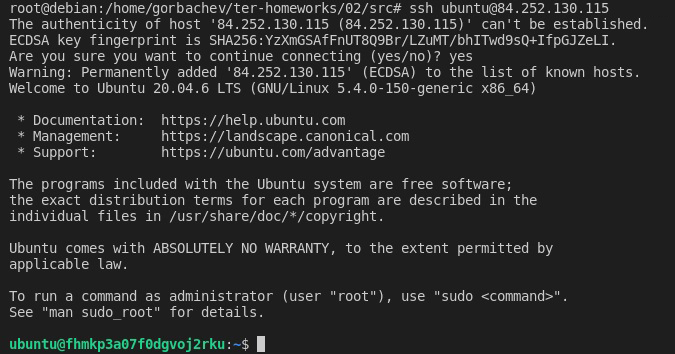 root@debian:/home/gorbachev/ter-homeworks/02/src# ssh ubuntu@84.252.130.115
The authenticity of host '84.252.130.115 (84.252.130.115)' can't be established.
ECDSA key fingerprint is SHA256:YzXmGSAfFnUT8Q9Br/LZuMT/bhITwd9sQ+IfpGJZeLI.
Are you sure you want to continue connecting (yes/no)? yes
Warning: Permanently added '84.252.130.115' (ECDSA) to the list of known hosts.
Welcome to Ubuntu 20.04.6 LTS (GNU/Linux 5.4.0-150-generic x86_64)
* Documentation:  https://help.ubuntu.com
* Management:     https://landscape.canonical.com
* Support:        https://ubuntu.com/advantage
The programs included with the Ubuntu system are free software;
the exact distribution terms for each program are described in the
individual files in /usr/share/doc/*/copyright.
Ubuntu comes with ABSOLUTELY NO WARRANTY, to the extent permitted by
applicable law.
To run a command as administrator (user "root"), use "sudo <command>".
See "man sudo_root" for details.
ubuntu@fhmkp3a07f0dgvoj2rku:~$